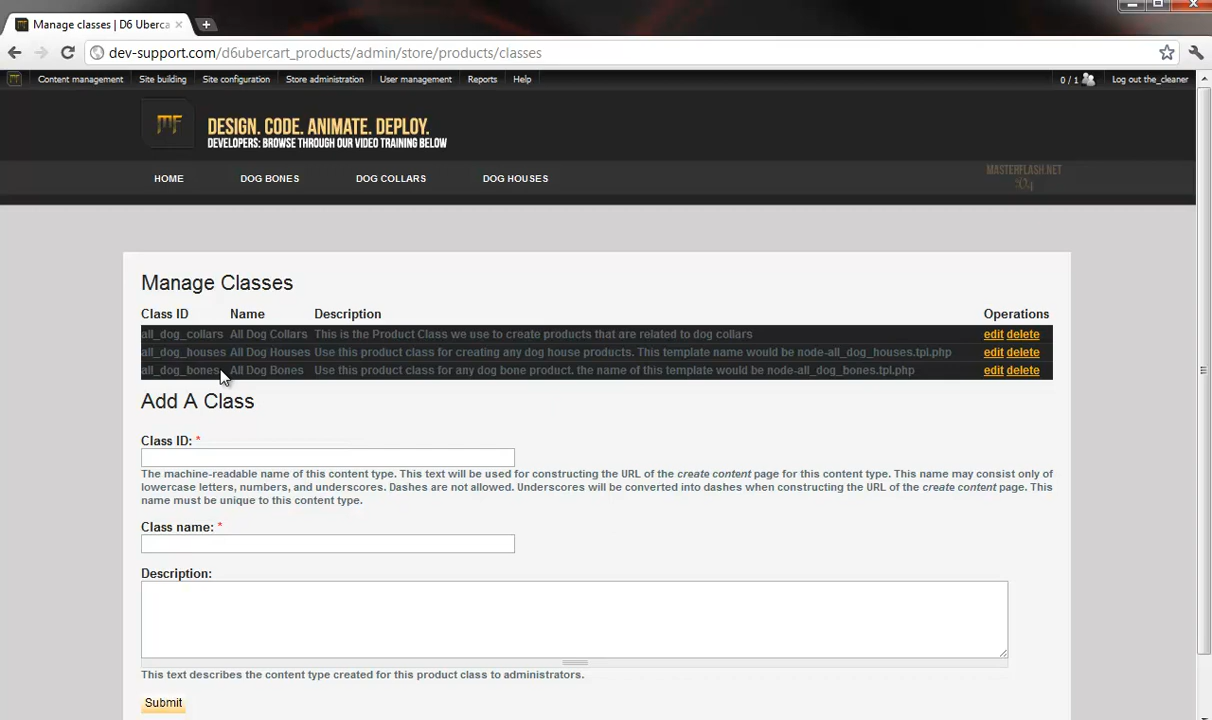 Manage classes | D6 Uberca
dev-support.com/d6ubercart_products/admin/store/products/classes
Content management Site building Site configuration Store administration User management Reports Help 0 / 1 Log out the_cleaner
MF
DESIGN. CODE. ANIMATE. DEPLOY.
DEVELOPERS: BROWSE THROUGH OUR VIDEO TRAINING BELOW
HOME DOG BONES DOG COLLARS DOG HOUSES
MASTERFLASH.NET
Manage Classes
Class ID Name Description Operations
all_dog_collars All Dog Collars This is the Product Class we use to create products that are related to dog collars edit delete
all_dog_houses All Dog Houses Use this product class for creating any dog house products. This template name would be node-all_dog_houses.tpl.php edit delete
all_dog_bones All Dog Bones Use this product class for any dog bone product. the name of this template would be node-all_dog_bones.tpl.php edit delete
Add A Class
Class ID: *
The machine-readable name of this content type. This text will be used for constructing the URL of the create content page for this content type. This name may consist only of
lowercase letters, numbers, and underscores. Dashes are not allowed. Underscores will be converted into dashes when constructing the URL of the create content page. This
name must be unique to this content type.
Class name: *
Description:
This text describes the content type created for this product class to administrators.
Submit